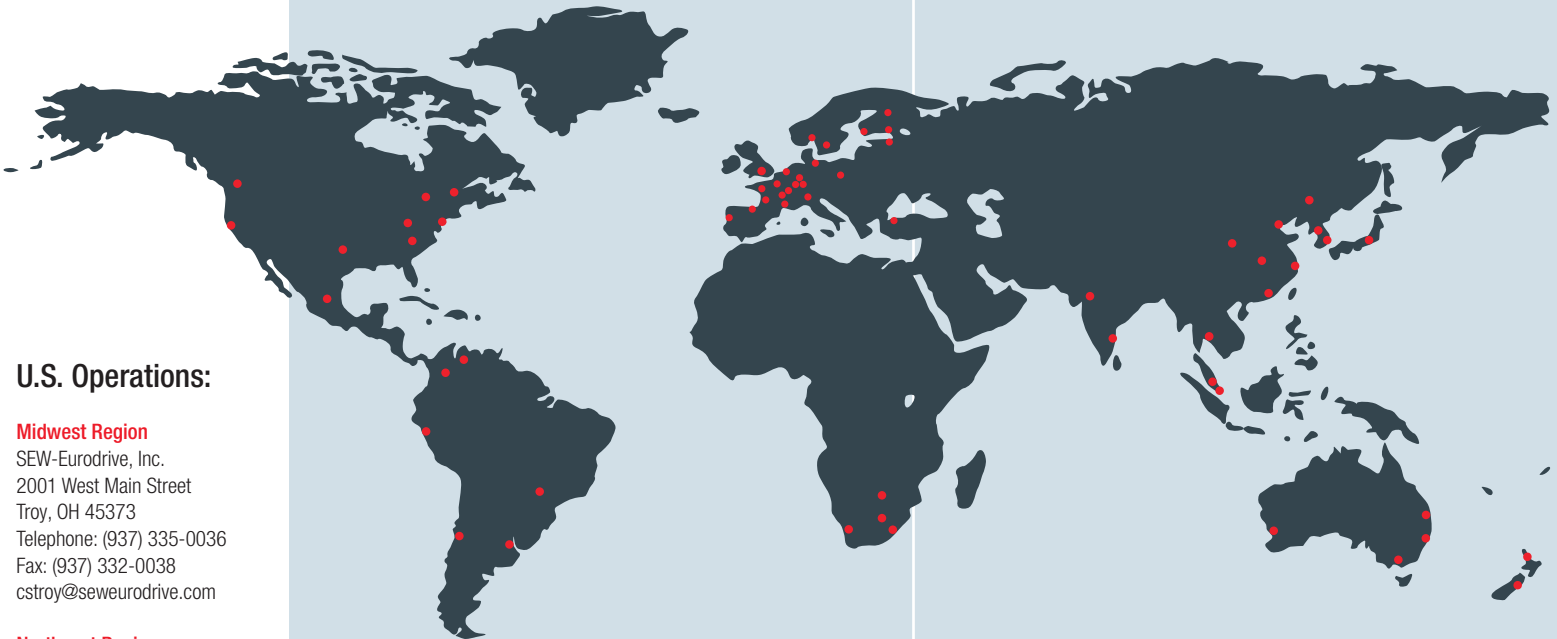 U.S. Operations:
Midwest Region
SEW-Eurodrive, Inc.
2001 West Main Street
Troy, OH 45373
Telephone: (937) 335-0036
Fax: (937) 332-0038
cstroy@seweurodrive.com